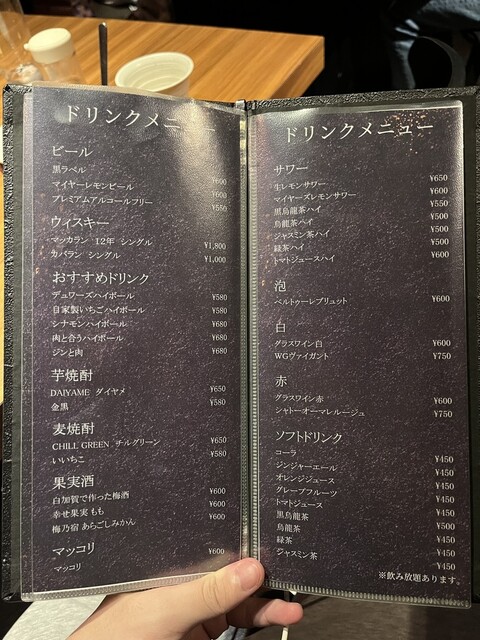 ドリンクメニュー
ビール
黒ラベル ¥600
マイヤーレモンビール ¥600
プレミアムアルコールフリー ¥550
ウィスキー
マッカラン 12年 シングル ¥1,800
カバラン シングル ¥1,000
おすすめドリンク
デュワーズハイボール ¥580
自家製いちごハイボール ¥580
シナモンハイボール ¥680
肉と合うハイボール ¥680
ジンと肉 ¥680
芋焼酎
DAIYAME ダイヤメ ¥650
金黒 ¥580
麦焼酎
CHILL GREEN チルグリーン ¥650
いいちこ ¥580
果実酒
白加賀で作った梅酒 ¥600
幸せ果実 もも ¥600
梅乃宿 あらごしみかん ¥600
マッコリ
マッコリ ¥600
ドリンクメニュー
サワー
生レモンサワー ¥650
マイヤーズレモンサワー ¥600
黒烏龍茶ハイ ¥550
烏龍茶ハイ ¥500
ジャスミン茶ハイ ¥500
緑茶ハイ ¥500
トマトジュースハイ ¥600
泡
ベルトゥーレブリュット ¥600
白
グラスワイン白 ¥600
WGヴァイガント ¥750
赤
グラスワイン赤 ¥600
シャトーオーマレルージュ ¥750
ソフトドリンク
コーラ ¥450
ジンジャーエール ¥450
オレンジジュース ¥450
グレープフルーツ ¥450
トマトジュース ¥450
黒烏龍茶 ¥500
烏龍茶 ¥450
緑茶 ¥450
ジャスミン茶 ¥450
※飲み放題あります。